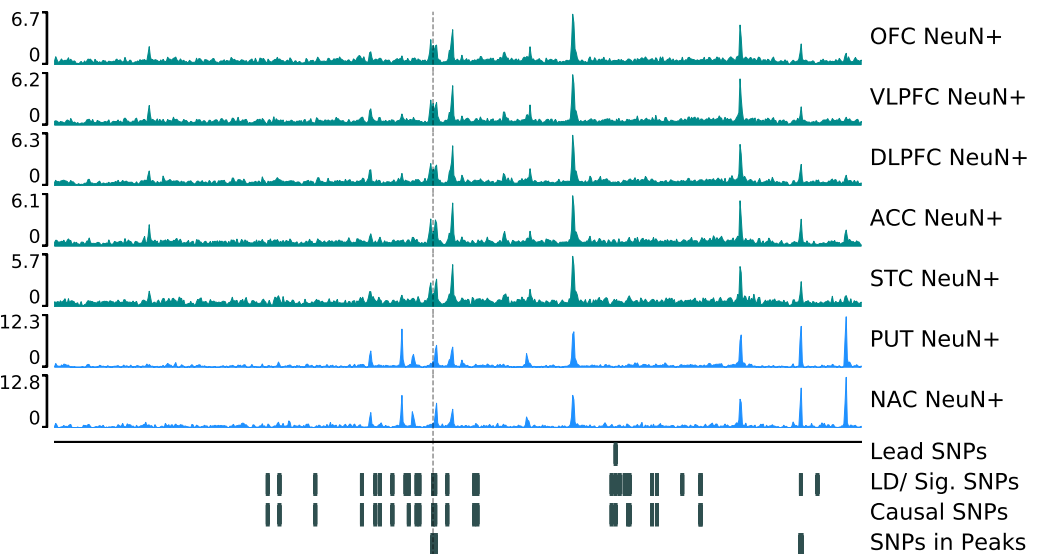 6.7
OFC NeuN+
0
6.2
VLPFC NeuN+
0
6.3
DLPFC NeuN+
0
6.1
ACC NeuN+
0
5.7
STC NeuN+
0
12.3
PUT NeuN+
0
12.8
NAC NeuN+
0
Lead SNPs
LD/ Sig. SNPs
Causal SNPs
SNPs in Peaks